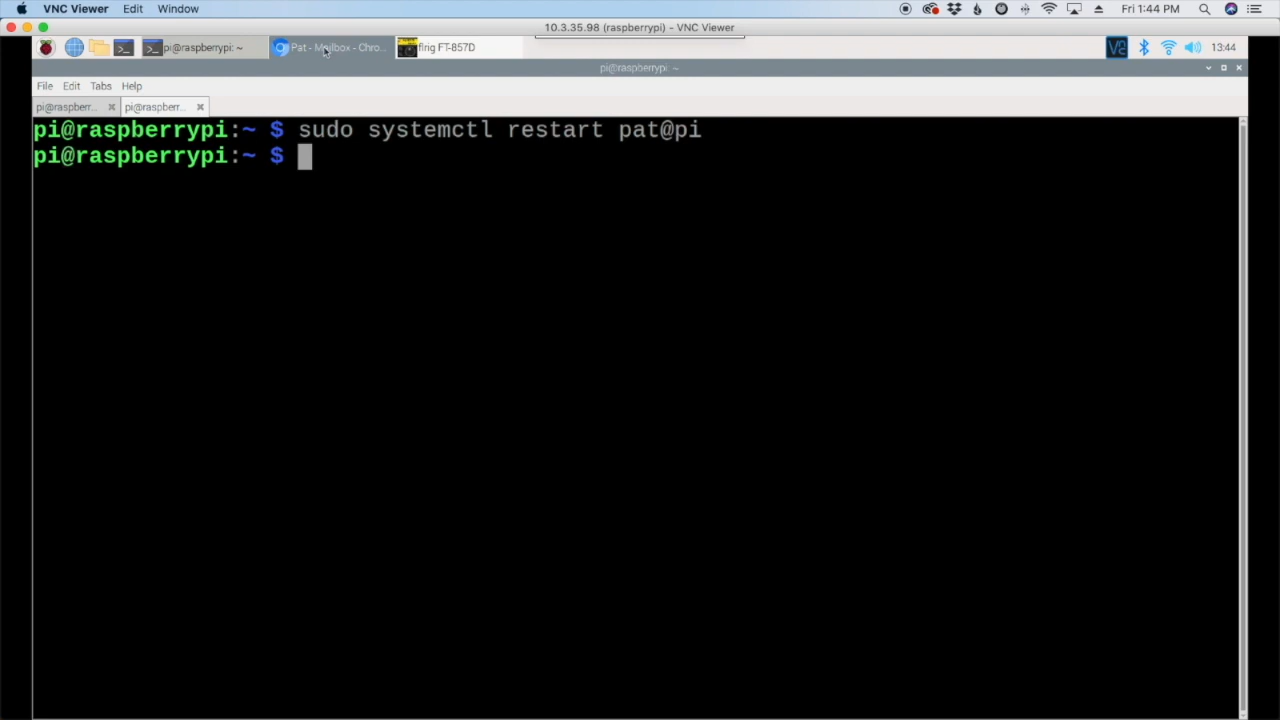 VNC Viewer Edit Window Fri 1:44 PM
10.3.35.98 (raspberrypi) - VNC Viewer
pi@raspberrypi: ~ Pat - Mailbox - Chro... flrig FT-857D 13:44
pi@raspberrypi: ~
File Edit Tabs Help
pi@raspberr... pi@raspberr...
pi@raspberrypi:~ $ sudo systemctl restart pat@pi
pi@raspberrypi:~ $